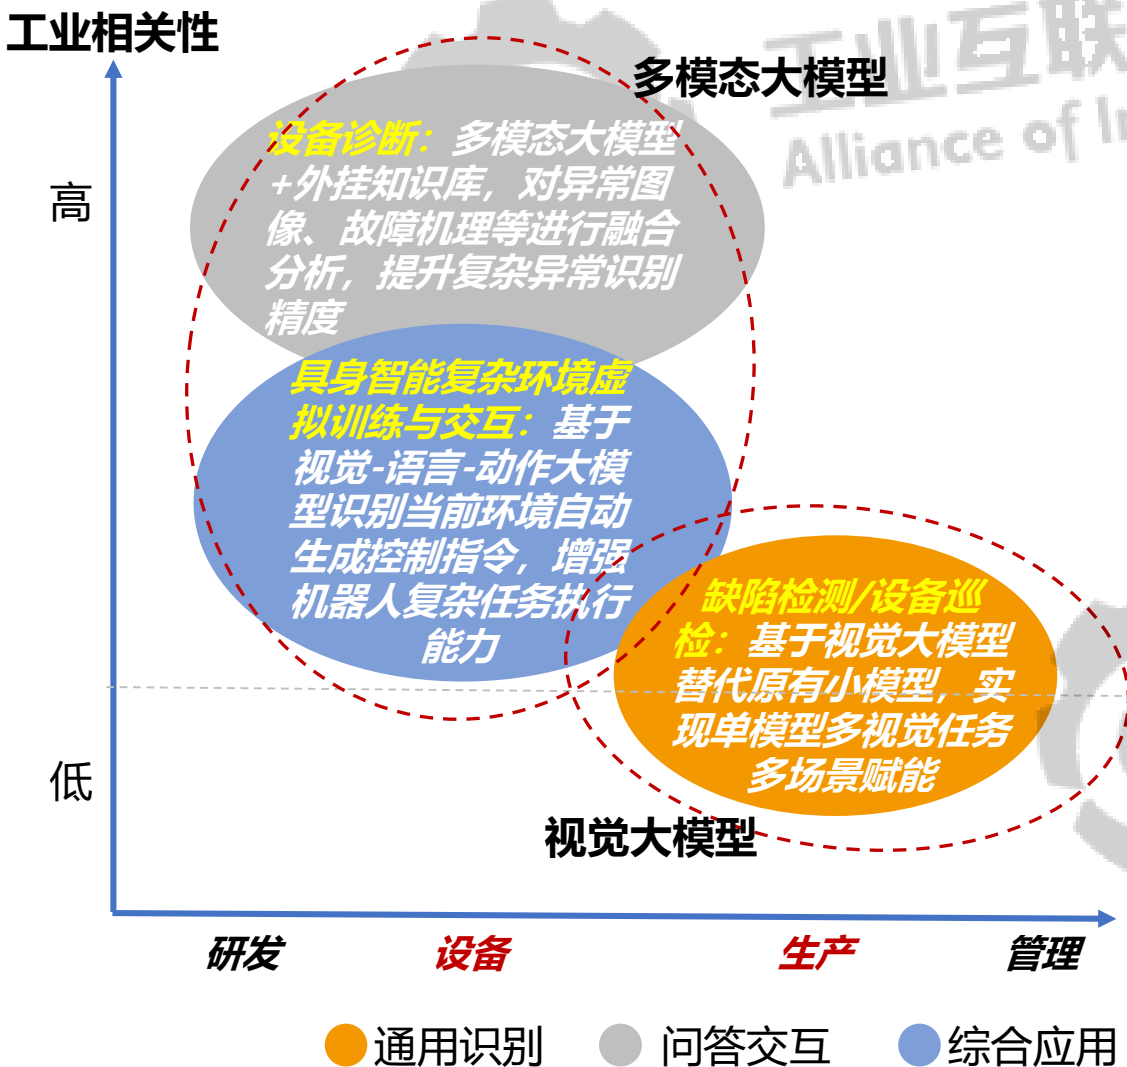 工业相关性
工业互联
Alliance of In
多模态大模型
高
设备诊断：多模态大模型
+外挂知识库，对异常图
像、故障机理等进行融合
分析，提升复杂异常识别
精度
具身智能复杂环境虚
拟训练与交互：基于
视觉-语言-动作大模
型识别当前环境自动
生成控制指令，增强
机器人复杂任务执行
能力
缺陷检测/设备巡
检：基于视觉大模型
替代原有小模型，实
现单模型多视觉任务
多场景赋能
低
视觉大模型
研发
设备
生产
管理
通用识别
问答交互
综合应用